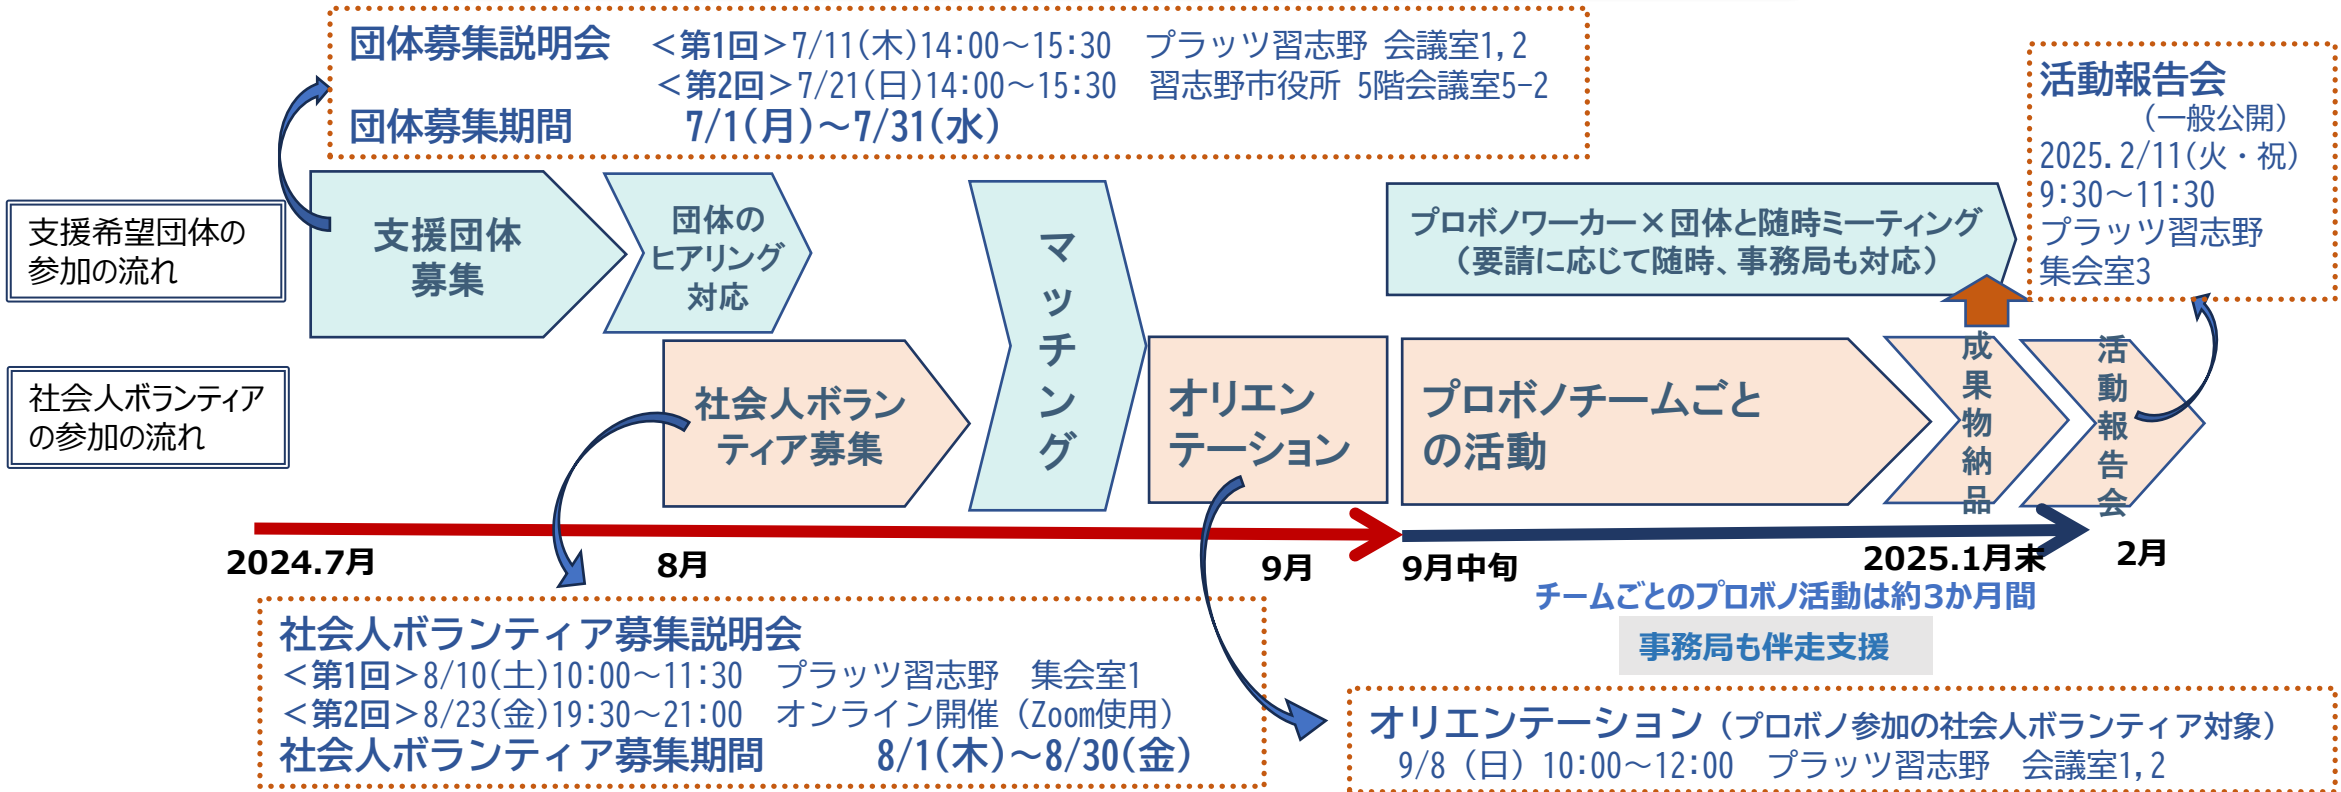 団体募集説明会 ＜第1回＞7/11(木)14:00～15:30 プラッツ習志野 会議室1,2
＜第2回＞7/21(日)14:00～15:30 習志野市役所 5階会議室5-2
団体募集期間 7/1(月)～7/31(水)
活動報告会
（一般公開）
2025.2/11(火・祝)
9:30～11:30
プラッツ習志野
集会室3
支援希望団体の
参加の流れ
支援団体
募集
団体の
ヒアリング
対応
マッチング
プロボノワーカー×団体と随時ミーティング
（要請に応じて随時、事務局も対応）
社会人ボランティア
の参加の流れ
社会人ボラン
ティア募集
オリエン
テーション
プロボノチームごと
の活動
成果物納品
活動報告会
2024.7月
8月
9月
9月中旬
2025.1月末
2月
チームごとのプロボノ活動は約3か月間
事務局も伴走支援
社会人ボランティア募集説明会
＜第1回＞8/10(土)10:00～11:30 プラッツ習志野 集会室1
＜第2回＞8/23(金)19:30～21:00 オンライン開催（Zoom使用）
社会人ボランティア募集期間 8/1(木)～8/30(金)
オリエンテーション（プロボノ参加の社会人ボランティア対象）
9/8（日）10:00～12:00 プラッツ習志野 会議室1,2